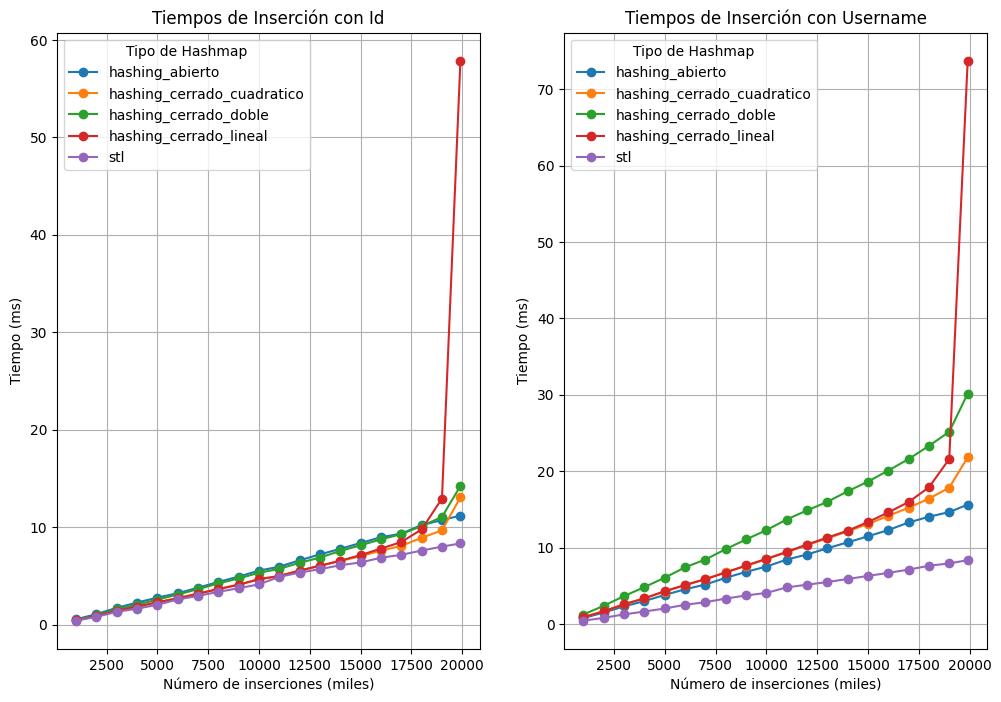 Tiempos de Inserción con Id
Tipo de Hashmap
hashing_abierto
hashing_cerrado_cuadratico
hashing_cerrado_doble
hashing_cerrado_lineal
stl
60
50
40
30
20
10
0
Tiempo (ms)
2500 5000 7500 10000 12500 15000 17500 20000
Número de inserciones (miles)
Tiempos de Inserción con Username
Tipo de Hashmap
hashing_abierto
hashing_cerrado_cuadratico
hashing_cerrado_doble
hashing_cerrado_lineal
stl
70
60
50
40
30
20
10
0
Tiempo (ms)
2500 5000 7500 10000 12500 15000 17500 20000
Número de inserciones (miles)